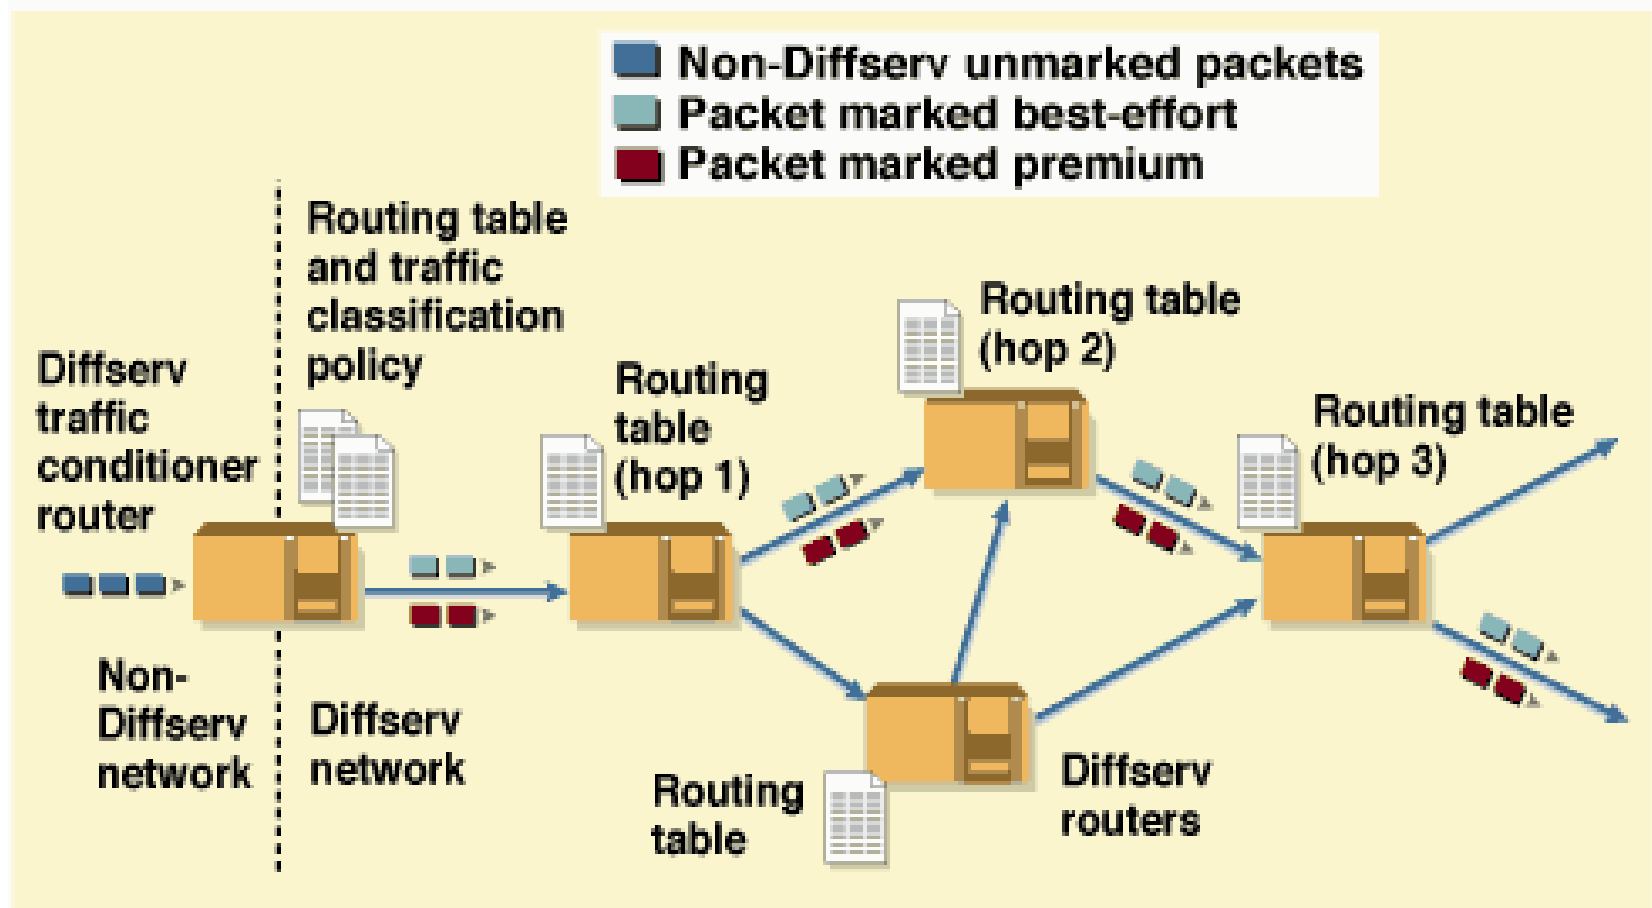 Non-Diffserv unmarked packets
Packet marked best-effort
Packet marked premium
Routing table
and traffic
classification
policy
Diffserv
traffic
conditioner
router
Routing
table
(hop 1)
Routing table
(hop 2)
Routing table
(hop 3)
Non-
Diffserv
network
Diffserv
network
Routing
table
Diffserv
routers